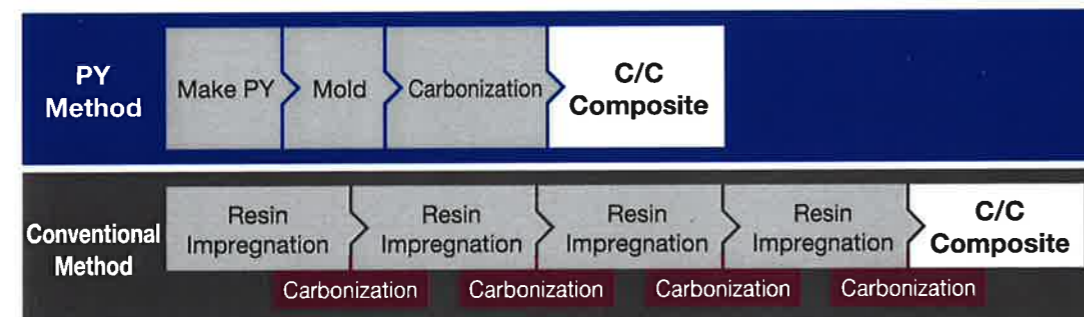 PY
Method
Make PY
Mold
Carbonization
C/C
Composite
Conventional
Method
Resin
Impregnation
Resin
Impregnation
Resin
Impregnation
Resin
Impregnation
C/C
Composite
Carbonization
Carbonization
Carbonization
Carbonization